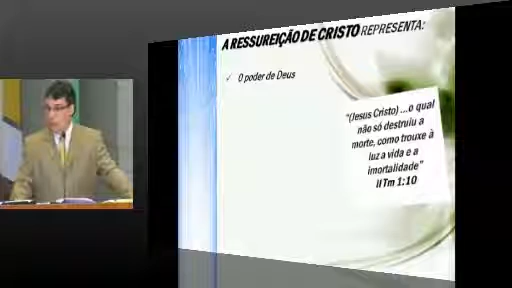 A RESSUREIÇÃO DE CRISTO REPRESENTA:
✓ O poder de Deus
"(Jesus Cristo) ...o qual
não só destruiu a
morte, como trouxe à
luz a vida e a
imortalidade"
II Tm 1:10